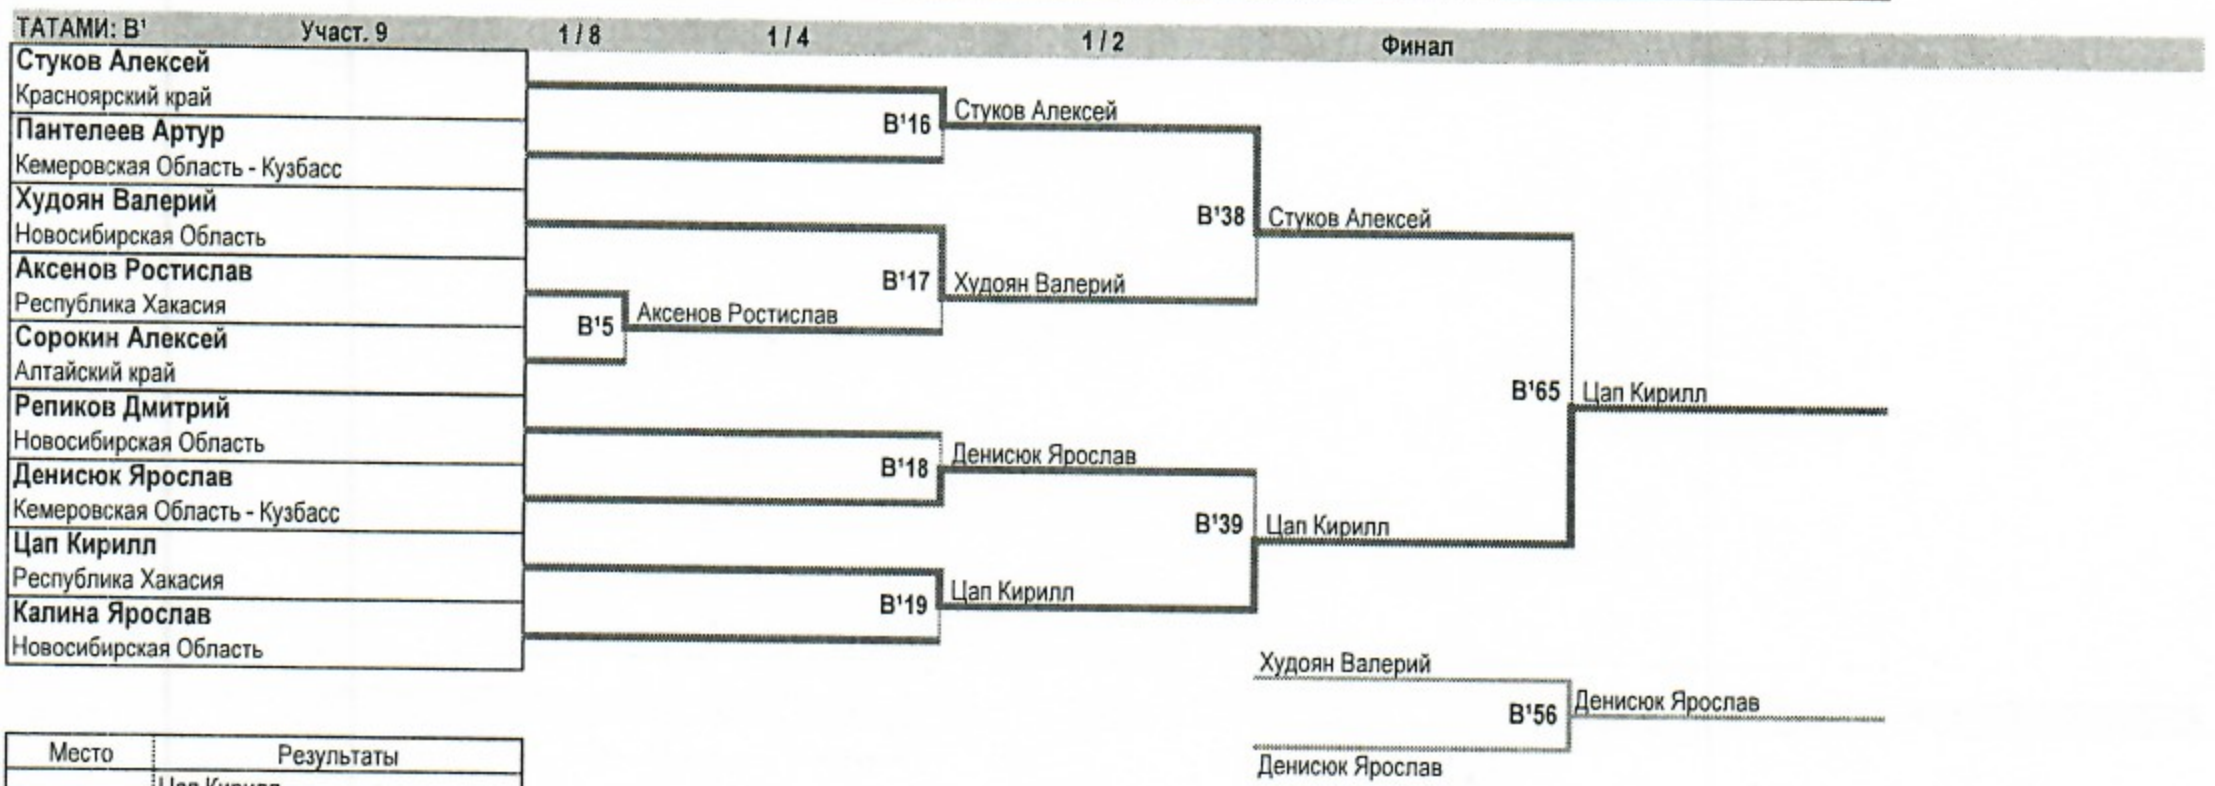 ТАТАМИ: В¹ Участ. 9 1 / 8 1 / 4 1 / 2 Финал
Стуков Алексей
Красноярский край
Пантелеев Артур
Кемеровская Область - Кузбасс
Худоян Валерий
Новосибирская Область
Аксенов Ростислав
Республика Хакасия
Сорокин Алексей
Алтайский край
Репиков Дмитрий
Новосибирская Область
Денисюк Ярослав
Кемеровская Область - Кузбасс
Цап Кирилл
Республика Хакасия
Калина Ярослав
Новосибирская Область
В¹5
Аксенов Ростислав
В¹16
Стуков Алексей
В¹17
Худоян Валерий
В¹18
Денисюк Ярослав
В¹19
Цап Кирилл
В¹38
Стуков Алексей
В¹39
Цап Кирилл
В¹65
Цап Кирилл
Худоян Валерий
В¹56
Денисюк Ярослав
Денисюк Ярослав
Место Результаты
Цап Кирилл